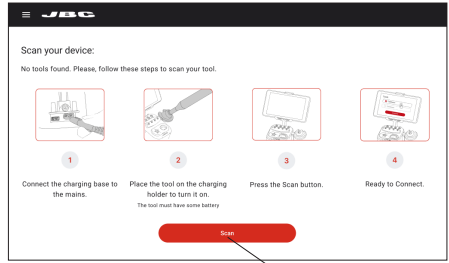 JBC
Scan your device:
No tools found. Please, follow these steps to scan your tool.
1
2
3
4
Connect the charging base to
the mains.
Place the tool on the charging
holder to turn it on.
The tool must have some battery
Press the Scan button.
Ready to Connect.
Scan